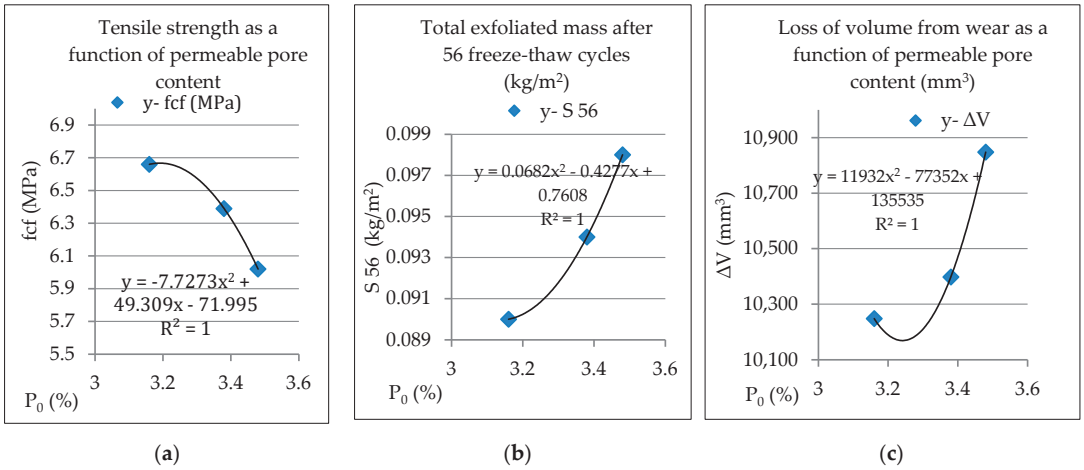 Tensile strength as a
function of permeable pore
content
y- fcf (MPa)
6.9
6.7
6.5
6.3
6.1
5.9
5.7
5.5
fcf (MPa)
y = -7.7273x² +
49.309x - 71.995
R² = 1
3
3.2
3.4
3.6
P₀ (%)
(a)
Total exfoliated mass after
56 freeze-thaw cycles
(kg/m²)
y- S 56
0.099
0.097
0.095
0.093
0.091
0.089
S 56 (kg/m²)
y = 0.0682x² - 0.4277x +
0.7608
R² = 1
3
3.2
3.4
3.6
P₀ (%)
(b)
Loss of volume from wear as a
function of permeable pore
content (mm³)
y- ΔV
10,900
10,700
10,500
10,300
10,100
ΔV (mm³)
y = 11932x² - 77352x +
135535
R² = 1
3
3.2
3.4
3.6
P₀ (%)
(c)